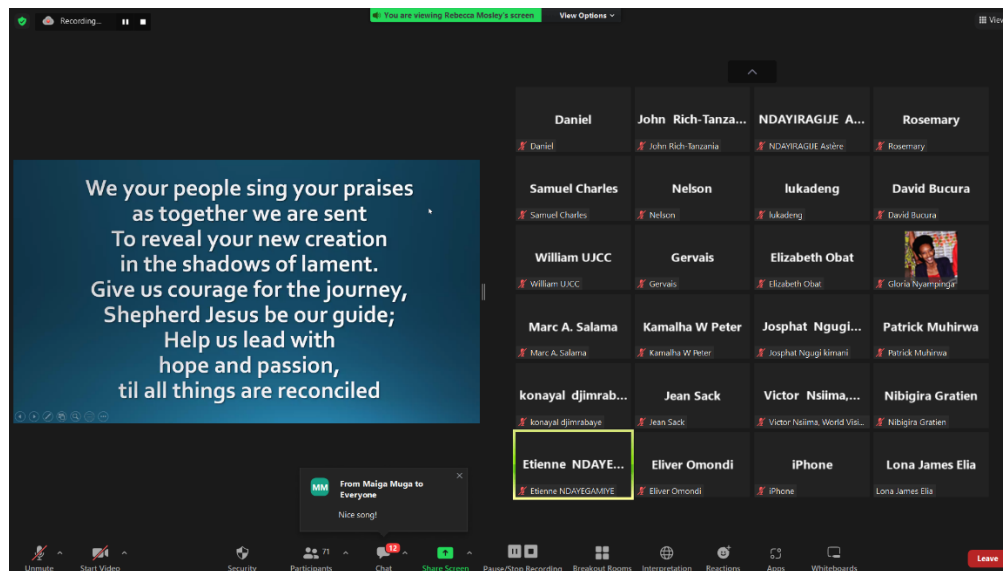 Recording...
You are viewing Rebecca Mosley's screen
View Options
View
We your people sing your praises
as together we are sent
To reveal your new creation
in the shadows of lament.
Give us courage for the journey,
Shepherd Jesus be our guide;
Help us lead with
hope and passion,
til all things are reconciled
Daniel
John Rich-Tanza...
NDAYIRAGIJE A...
Rosemary
Daniel
John Rich-Tanzania
NDAYIRAGIJE Astère
Rosemary
Samuel Charles
Nelson
lukadeng
David Bucura
Samuel Charles
Nelson
lukadeng
David Bucura
William UJCC
Gervais
Elizabeth Obat
William UJCC
Gervais
Elizabeth Obat
Gloria Nyampinga
Marc A. Salama
Kamalha W Peter
Josphat Ngugi...
Patrick Muhirwa
Marc A. Salama
Kamalha W Peter
Josphat Ngugi kimani
Patrick Muhirwa
konayal djimrab...
Jean Sack
Victor Nsiima,...
Nibigira Gratien
konayal djimrabaye
Jean Sack
Victor Nsiima, World Visi...
Nibigira Gratien
Etienne NDAYE...
Eliver Omondi
iPhone
Lona James Elia
Etienne NDAYEGAMIYE
Eliver Omondi
iPhone
Lona James Elia
MM
From Maiga Muga to
Everyone
Nice song!
71
12
Unmute
Start Video
Security
Participants
Chat
Share Screen
Pause/Stop Recording
Breakout Rooms
Interpretation
Reactions
Apps
Whiteboards
Leave